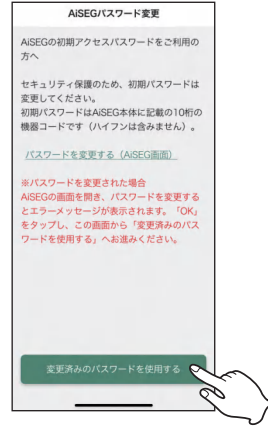 AiSEGパスワード変更
AiSEGの初期アクセスパスワードをご利用の
方へ
セキュリティ保護のため、初期パスワードは
変更してください。
初期パスワードはAiSEG本体に記載の10桁の
機器コードです（ハイフンは含みません）。
パスワードを変更する（AiSEG画面）
※パスワードを変更された場合
AiSEGの画面を開き、パスワードを変更する
とエラーメッセージが表示されます。「OK」
をタップし、この画面から「変更済みのパス
ワードを使用する」へお進みください。
変更済みのパスワードを使用する